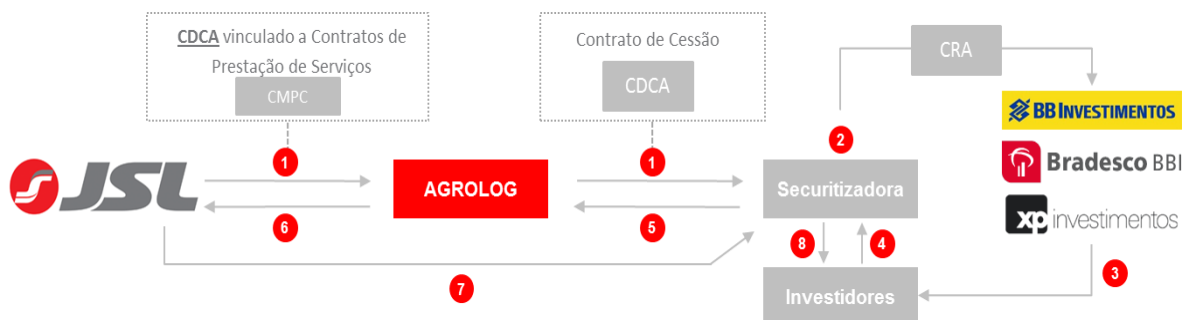 CDCA vinculado a Contratos de
Prestação de Serviços
CMPC
Contrato de Cessão
CDCA
CRA
BB INVESTIMENTOS
Bradesco BBI
xp investimentos
1
1
2
JSL
AGROLOG
Securitizadora
6
5
8
4
3
7
Investidores